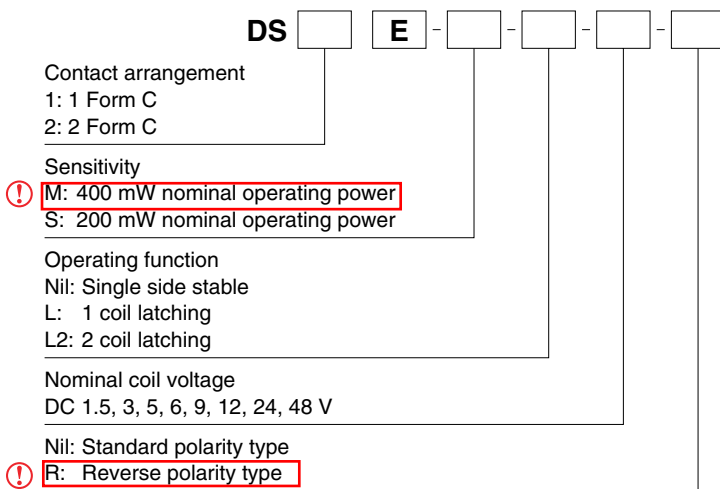 DS E - - - -
Contact arrangement
1: 1 Form C
2: 2 Form C
Sensitivity
! M: 400 mW nominal operating power
S: 200 mW nominal operating power
Operating function
Nil: Single side stable
L: 1 coil latching
L2: 2 coil latching
Nominal coil voltage
DC 1.5, 3, 5, 6, 9, 12, 24, 48 V
Nil: Standard polarity type
! R: Reverse polarity type